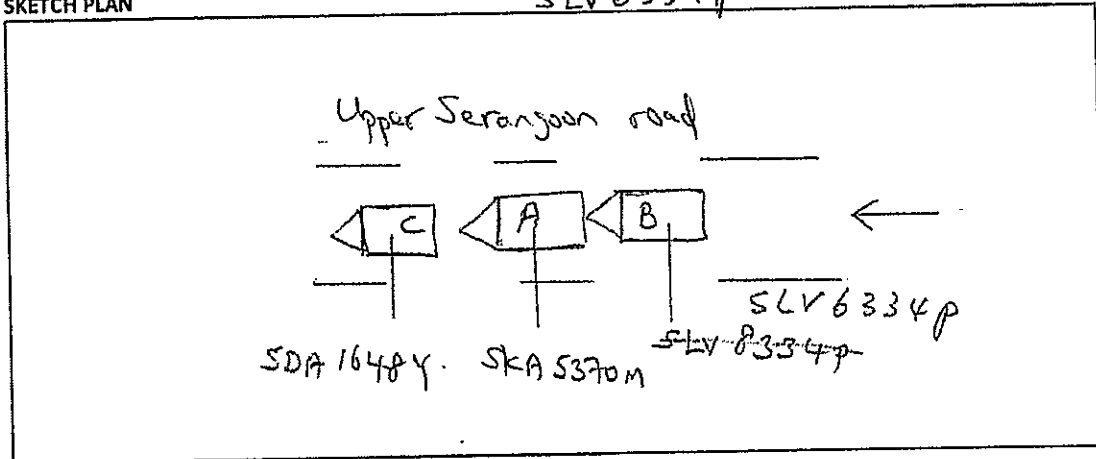 SKETCH PLAN
Upper Serangoon road
C A B
SLV6334P
SLV 8334P
SDA 1648Y. SKA 5370M